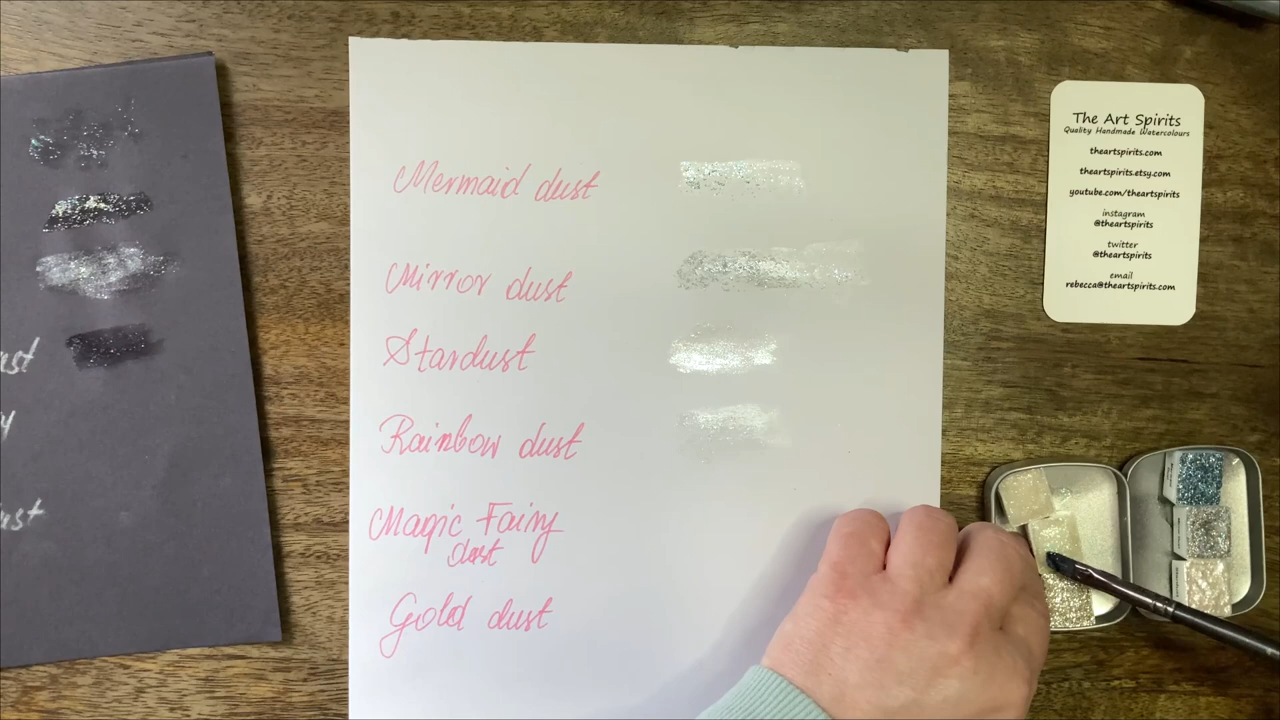 Mermaid dust
Mirror dust
Stardust
Rainbow dust
Magic Fairy
dust
Gold dust
The Art Spirits
Quality Handmade Watercolours
theartspirits.com
theartspirits.etsy.com
youtube.com/theartspirits
instagram
@theartspirits
twitter
@theartspirits
email
rebecca@theartspirits.com